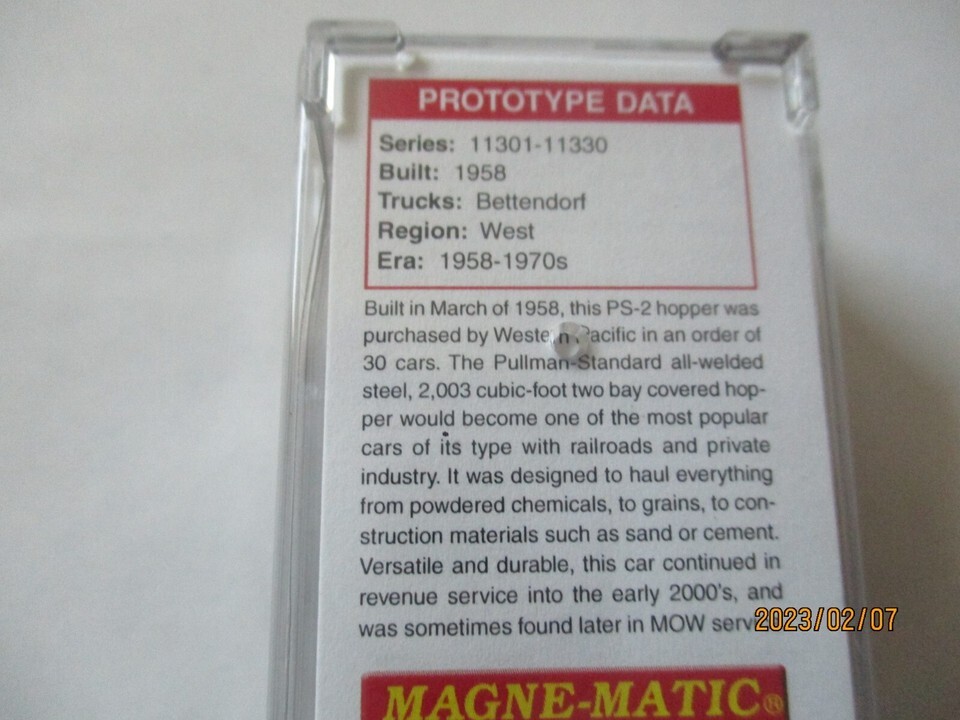 PROTOTYPE DATA
Series: 11301-11330
Built: 1958
Trucks: Bettendorf
Region: West
Era: 1958-1970s
Built in March of 1958, this PS-2 hopper was
purchased by Western Pacific in an order of
30 cars. The Pullman-Standard all-welded
steel, 2,003 cubic-foot two bay covered hop-
per would become one of the most popular
cars of its type with railroads and private
industry. It was designed to haul everything
from powdered chemicals, to grains, to con-
struction materials such as sand or cement.
Versatile and durable, this car continued in
revenue service into the early 2000's, and
was sometimes found later in MOW servi
2023/02/07
MAGNE-MATIC®